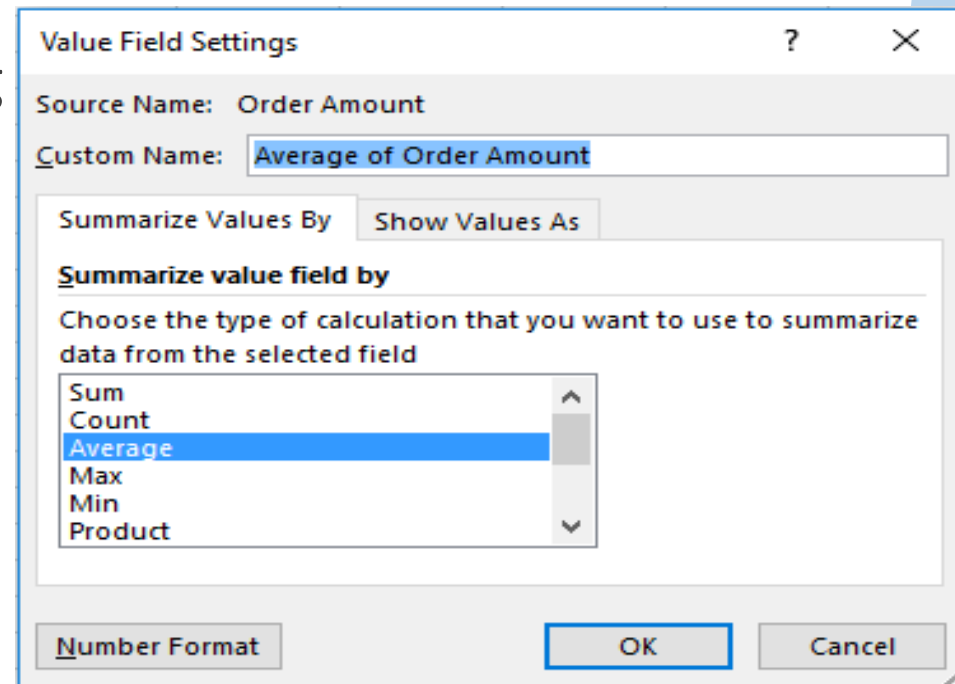 Value Field Settings ? ×
Source Name: Order Amount
Custom Name: Average of Order Amount
Summarize Values By Show Values As
Summarize value field by
Choose the type of calculation that you want to use to summarize
data from the selected field
Sum
Count
Average
Max
Min
Product
Number Format OK Cancel